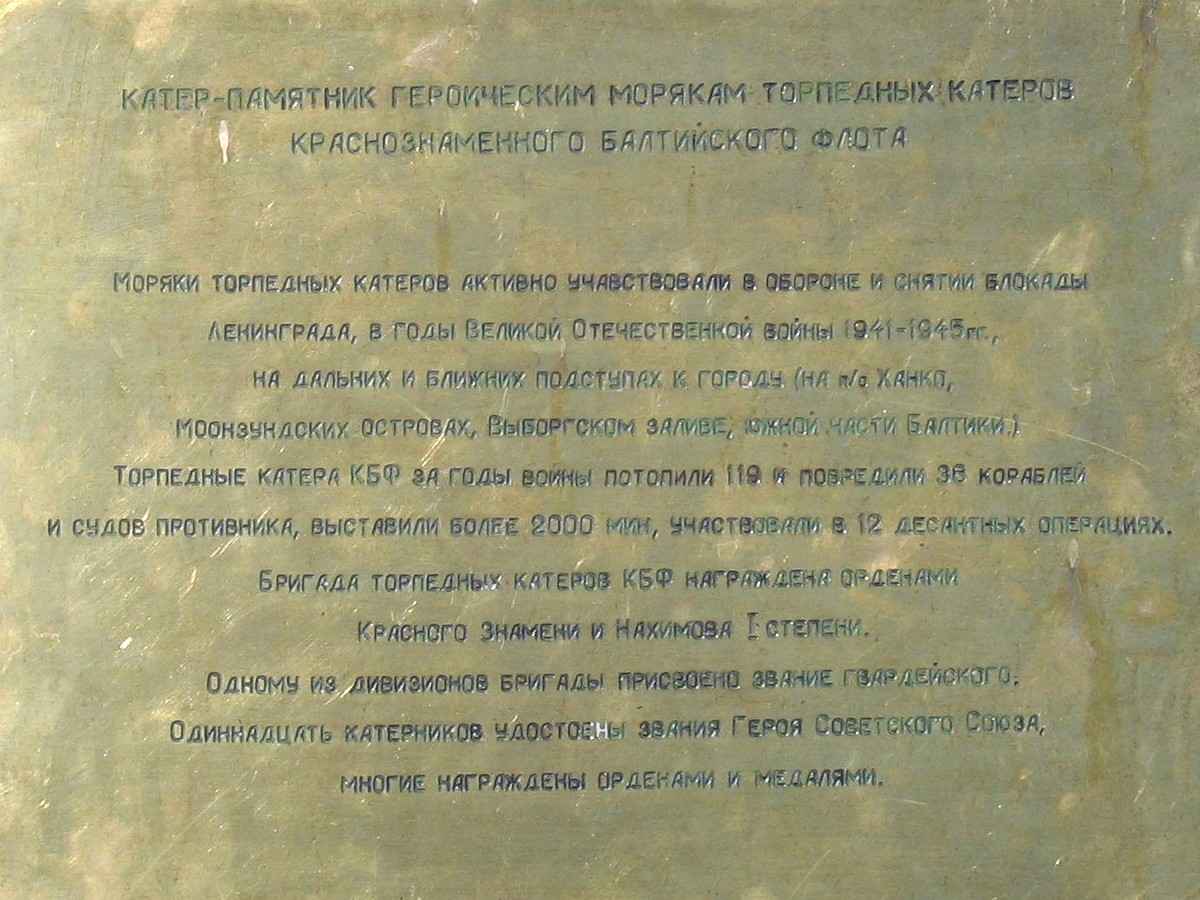 КАТЕР-ПАМЯТНИК ГЕРОИЧЕСКИМ МОРЯКАМ ТОРПЕДНЫХ КАТЕРОВ
КРАСНОЗНАМЕННОГО БАЛТИЙСКОГО ФЛОТА
МОРЯКИ ТОРПЕДНЫХ КАТЕРОВ АКТИВНО УЧАВСТВОВАЛИ В ОБОРОНЕ И СНЯТИИ БЛОКАДЫ
ЛЕНИНГРАДА, В ГОДЫ ВЕЛИКОЙ ОТЕЧЕСТВЕННОЙ ВОЙНЫ 1941-1945гг.,
НА ДАЛЬНИХ И БЛИЖНИХ ПОДСТУПАХ К ГОРОДУ (НА п/о ХАНКО,
МООНЗУНДСКИХ ОСТРОВАХ, ВЫБОРГСКОМ ЗАЛИВЕ, ЮЖНОЙ ЧАСТИ БАЛТИКИ.)
ТОРПЕДНЫЕ КАТЕРА КБФ ЗА ГОДЫ ВОЙНЫ ПОТОПИЛИ 119 И ПОВРЕДИЛИ 36 КОРАБЛЕЙ
И СУДОВ ПРОТИВНИКА, ВЫСТАВИЛИ БОЛЕЕ 2000 МИН, УЧАСТВОВАЛИ В 12 ДЕСАНТНЫХ ОПЕРАЦИЯХ.
БРИГАДА ТОРПЕДНЫХ КАТЕРОВ КБФ НАГРАЖДЕНА ОРДЕНАМИ
КРАСНОГО ЗНАМЕНИ И НАХИМОВА I СТЕПЕНИ.
ОДНОМУ ИЗ ДИВИЗИОНОВ БРИГАДЫ ПРИСВОЕНО ЗВАНИЕ ГВАРДЕЙСКОГО.
ОДИННАДЦАТЬ КАТЕРНИКОВ УДОСТОЕНЫ ЗВАНИЯ ГЕРОЯ СОВЕТСКОГО СОЮЗА,
МНОГИЕ НАГРАЖДЕНЫ ОРДЕНАМИ И МЕДАЛЯМИ.